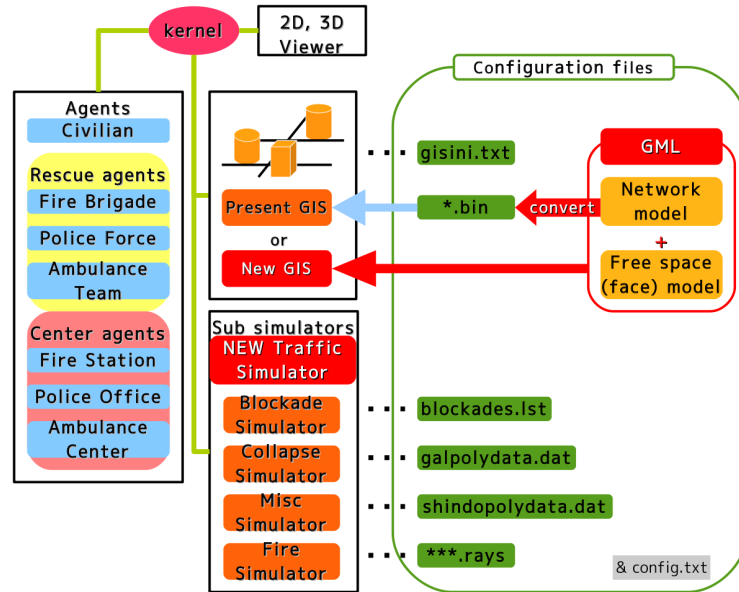 kernel
2D, 3D
Viewer
Agents
Civilian
Rescue agents
Fire Brigade
Police Force
Ambulance
Team
Center agents
Fire Station
Police Office
Ambulance
Center
Present GIS
or
New GIS
Sub simulators
NEW Traffic
Simulator
Blockade
Simulator
Collapse
Simulator
Misc
Simulator
Fire
Simulator
Configuration files
... gisini.txt
*.bin
convert
GML
Network
model
+
Free space
(face) model
... blockades.lst
... galpolydata.dat
... shindopolydata.dat
... ***.rays
& config.txt